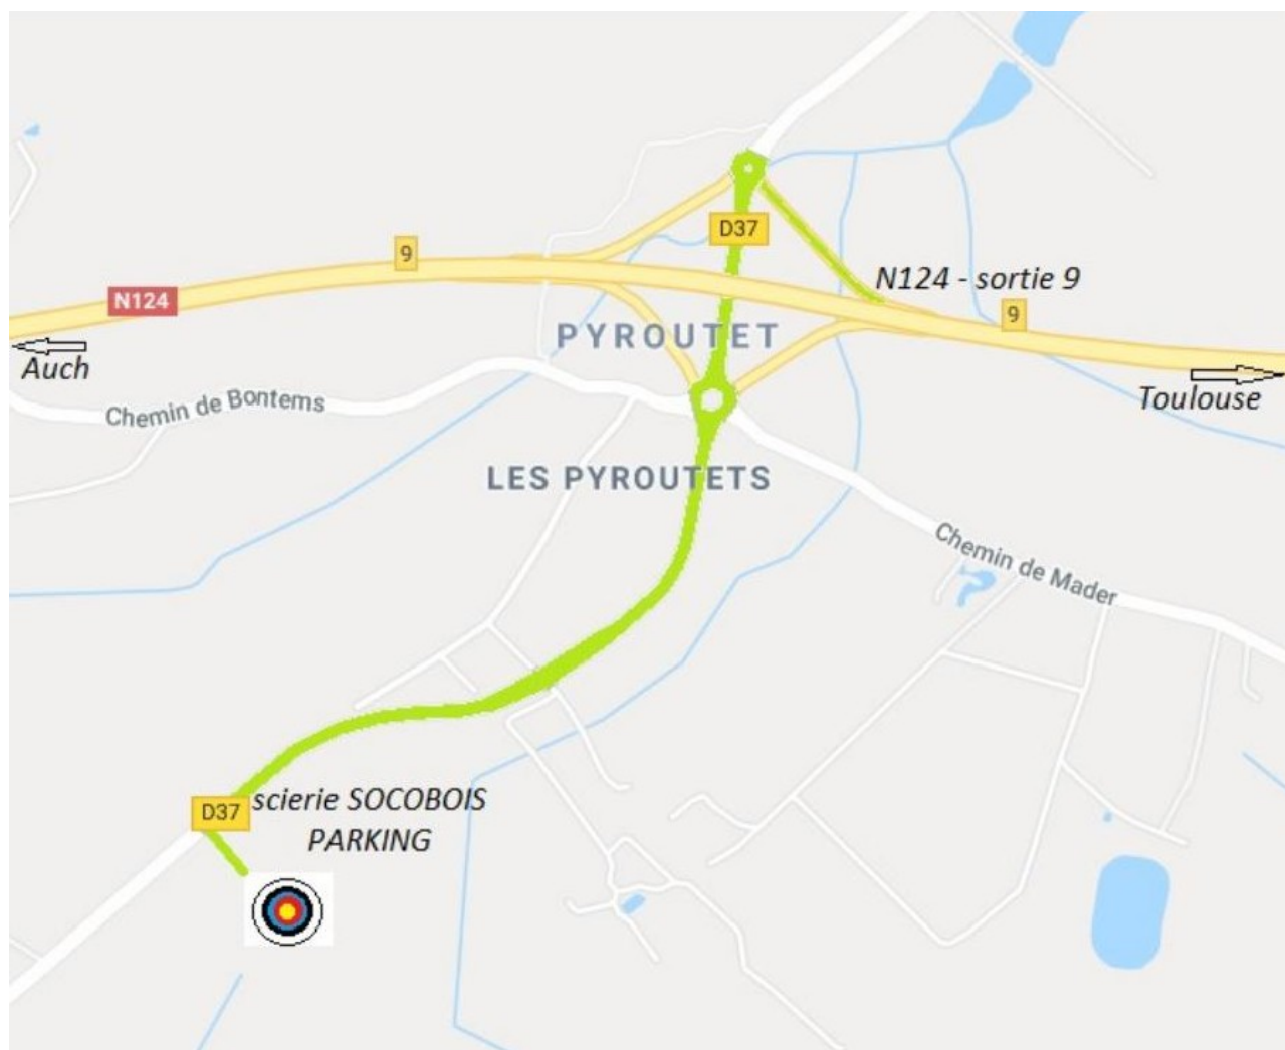 D37
9
N124 - sortie 9
N124
9
PYROUTET
Auch
Toulouse
Chemin de Bontems
LES PYROUTETS
Chemin de Mader
scierie SOCOBOIS
D37
PARKING